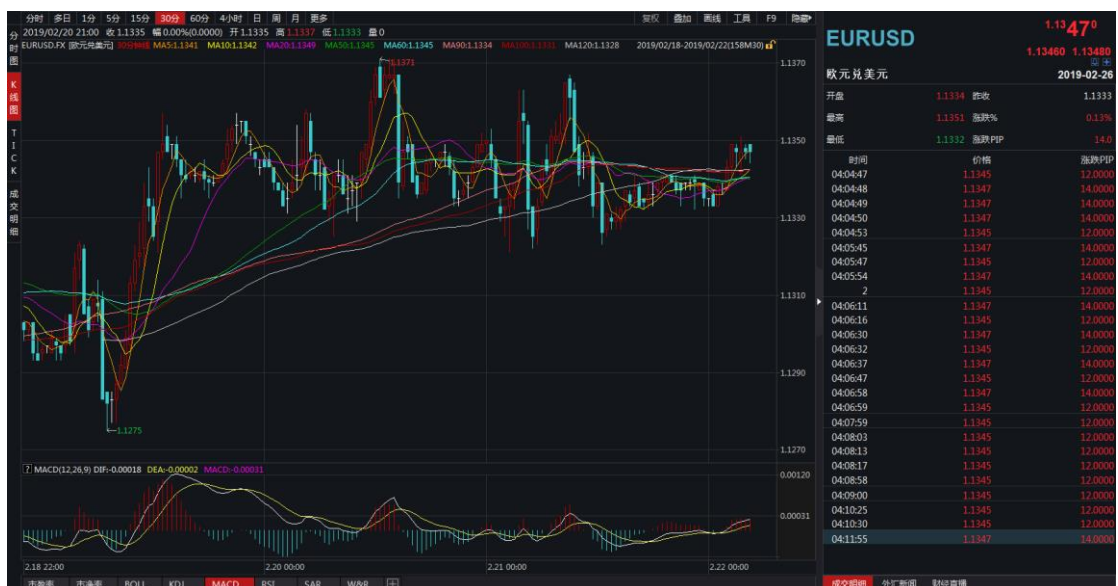 分时 多日 1分 5分 15分 30分 60分 4小时 日 周 月 更多 复权 叠加 画线 工具 F9 隐藏
2019/02/20 21:00 收1.1335 幅0.00%(0.0000) 开1.1335 高1.1337 低1.1333 量0
EURUSD.FX [欧元兑美元] 30分钟线 MA5:1.1341 MA10:1.1342 MA20:1.1349 MA50:1.1345 MA60:1.1345 MA90:1.1334 MA100:1.1331 MA120:1.1328 2019/02/18-2019/02/22(158M30)
分时图
K线图
TICK
成交明细
1.1371
1.1275
1.1370
1.1350
1.1330
1.1310
1.1290
1.1270
? MACD(12,26,9) DIF:-0.00018 DEA:-0.00002 MACD:-0.00031
0.00120
0.00031
2.18 22:00 2.20 00:00 2.21 00:00 2.22 00:00
市盈率 市净率 BOLL KDJ MACD RSI SAR W&R
EURUSD
1.13470
1.13460 1.13480
欧元兑美元 2019-02-26
开盘 1.1334 昨收 1.1333
最高 1.1351 涨跌% 0.13%
最低 1.1332 涨跌PIP 14.0
时间 价格 涨跌PIP
04:04:47 1.1345 12.0000
04:04:48 1.1347 14.0000
04:04:49 1.1345 12.0000
04:04:50 1.1347 14.0000
04:04:53 1.1345 12.0000
04:05:45 1.1347 14.0000
04:05:47 1.1345 12.0000
04:05:54 1.1347 14.0000
2 1.1345 12.0000
04:06:11 1.1347 14.0000
04:06:16 1.1345 12.0000
04:06:30 1.1347 14.0000
04:06:32 1.1345 12.0000
04:06:37 1.1347 14.0000
04:06:47 1.1345 12.0000
04:06:58 1.1347 14.0000
04:06:59 1.1345 12.0000
04:07:59 1.1345 12.0000
04:08:03 1.1345 12.0000
04:08:13 1.1345 12.0000
04:08:17 1.1345 12.0000
04:08:58 1.1345 12.0000
04:09:00 1.1345 12.0000
04:10:25 1.1345 12.0000
04:10:30 1.1345 12.0000
04:11:55 1.1347 14.0000
成交明细 外汇新闻 财经直播